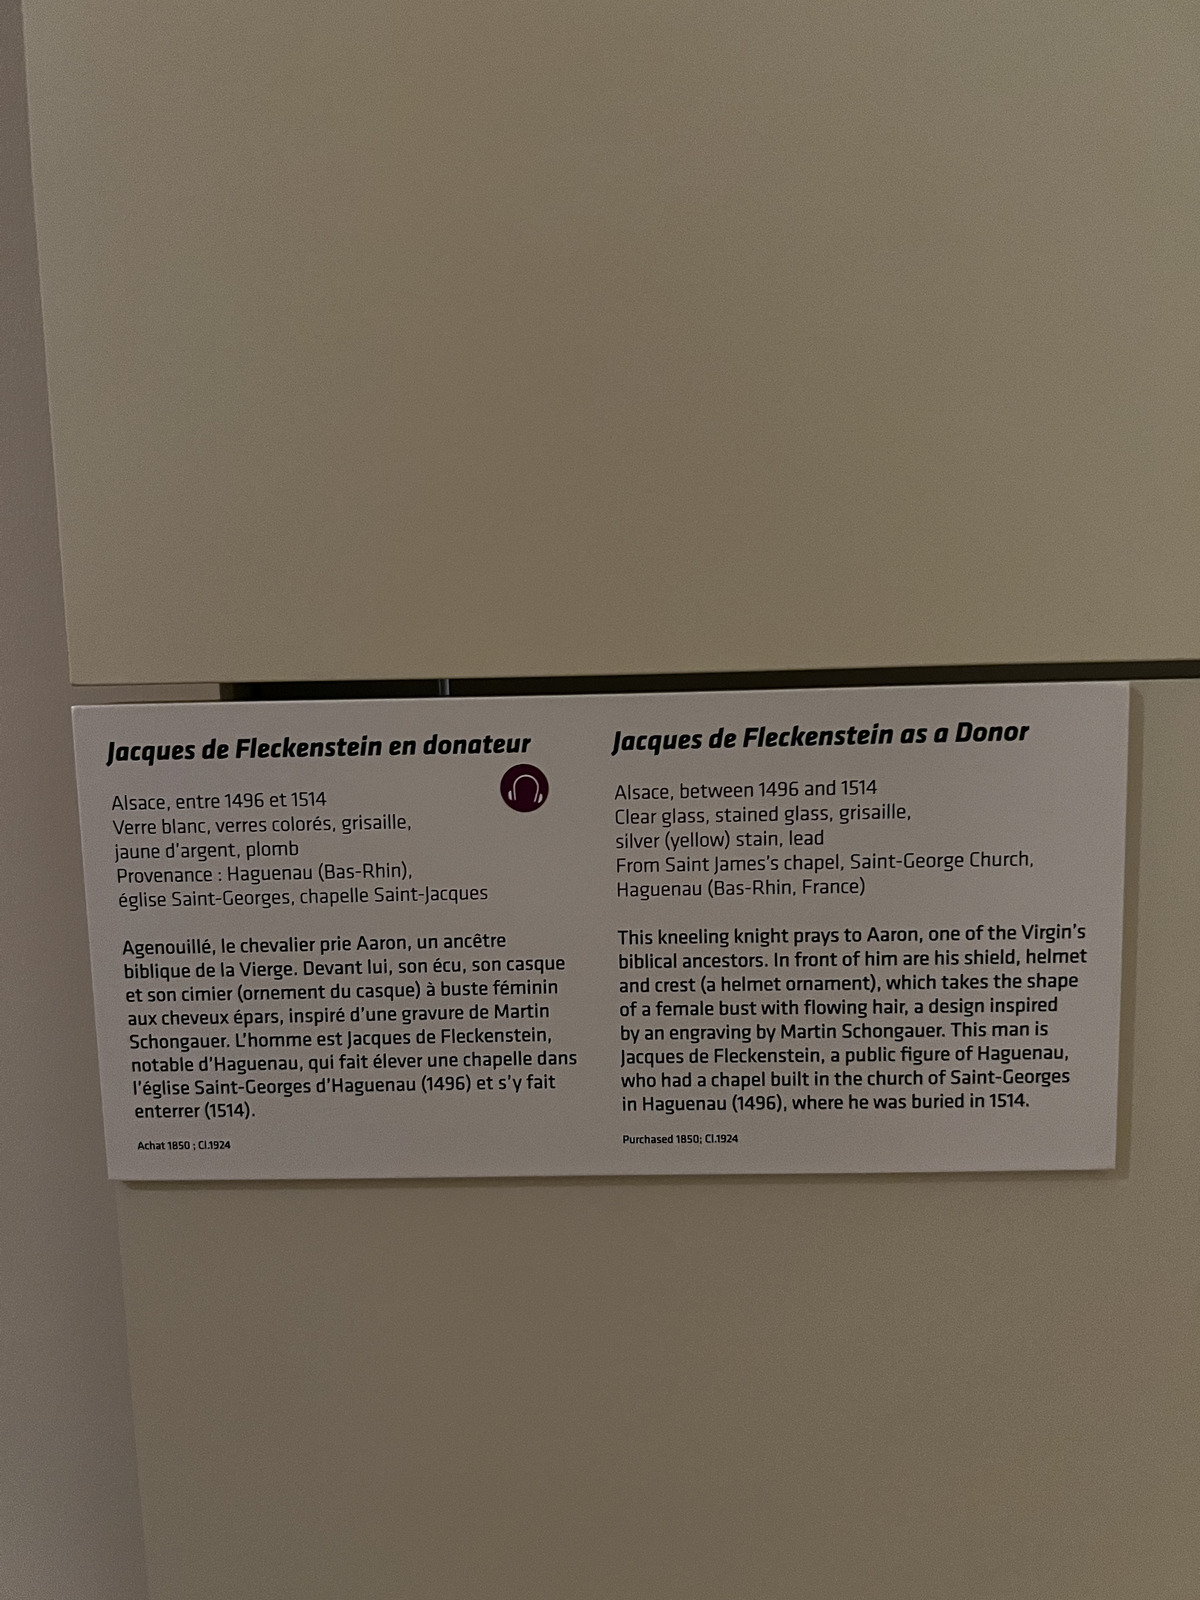 Jacques de Fleckenstein en donateur
Alsace, entre 1496 et 1514
Verre blanc, verres colorés, grisaille,
jaune d'argent, plomb
Provenance : Haguenau (Bas-Rhin),
église Saint-Georges, chapelle Saint-Jacques
Agenouillé, le chevalier prie Aaron, un ancêtre
biblique de la Vierge. Devant lui, son écu, son casque
et son cimier (ornement du casque) à buste féminin
aux cheveux épars, inspiré d'une gravure de Martin
Schongauer. L'homme est Jacques de Fleckenstein,
notable d'Haguenau, qui fait élever une chapelle dans
l'église Saint-Georges d'Haguenau (1496) et s'y fait
enterrer (1514).
Achat 1850 ; Cl.1924
Jacques de Fleckenstein as a Donor
Alsace, between 1496 and 1514
Clear glass, stained glass, grisaille,
silver (yellow) stain, lead
From Saint James's chapel, Saint-George Church,
Haguenau (Bas-Rhin, France)
This kneeling knight prays to Aaron, one of the Virgin's
biblical ancestors. In front of him are his shield, helmet
and crest (a helmet ornament), which takes the shape
of a female bust with flowing hair, a design inspired
by an engraving by Martin Schongauer. This man is
Jacques de Fleckenstein, a public figure of Haguenau,
who had a chapel built in the church of Saint-Georges
in Haguenau (1496), where he was buried in 1514.
Purchased 1850; Cl.1924